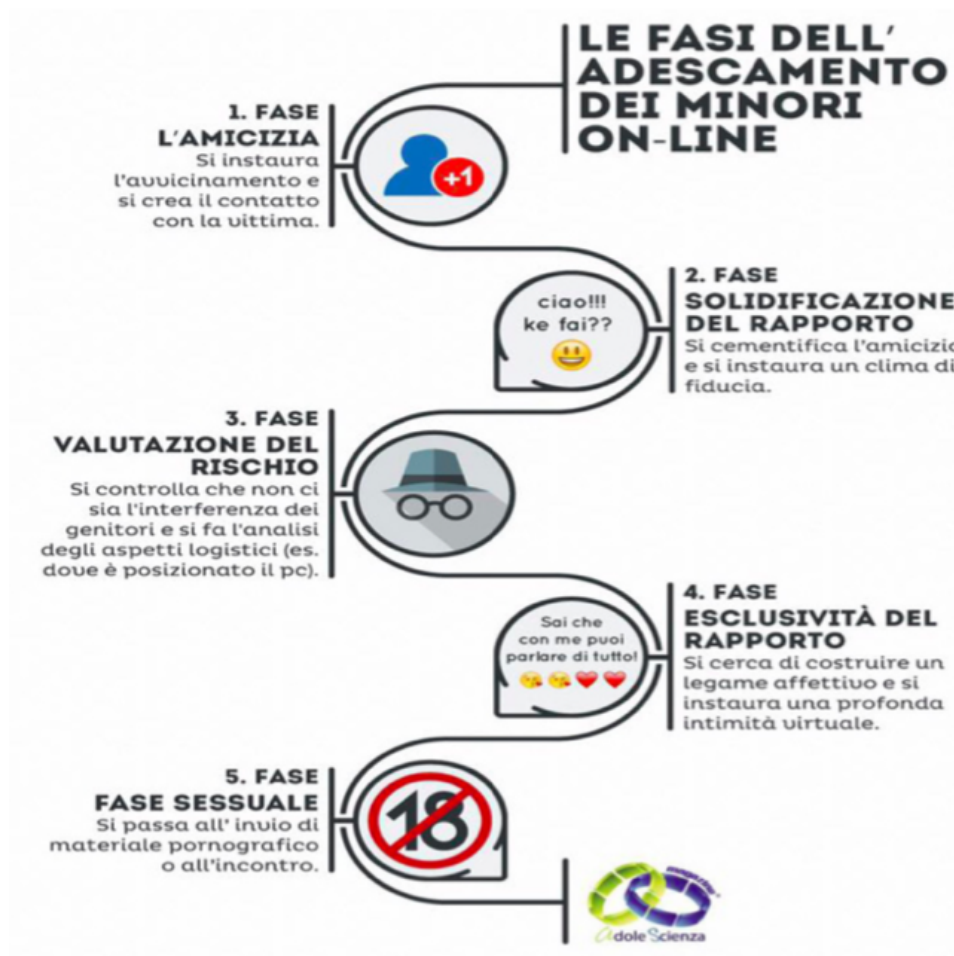 LE FASI DELL'
ADESCAMENTO
DEI MINORI
ON-LINE
1. FASE
L'AMICIZIA
Si instaura
l'avvicinamento e
si crea il contatto
con la vittima.
+1
2. FASE
SOLIDIFICAZIONE
DEL RAPPORTO
Si cementifica l'amicizia
e si instaura un clima di
fiducia.
ciao!!!
ke fai??
3. FASE
VALUTAZIONE DEL
RISCHIO
Si controlla che non ci
sia l'interferenza dei
genitori e si fa l'analisi
degli aspetti logistici (es.
dove è posizionato il pc).
4. FASE
ESCLUSIVITÀ DEL
RAPPORTO
Si cerca di costruire un
legame affettivo e si
instaura una profonda
intimità virtuale.
Sai che
con me puoi
parlare di tutto!
5. FASE
FASE SESSUALE
Si passa all' invio di
materiale pornografico
o all'incontro.
18
adoleScienza